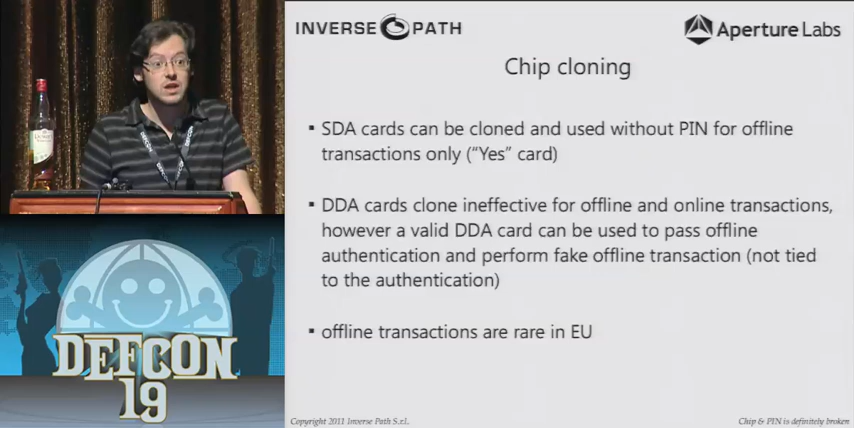 INVERSE PATH
Aperture Labs
Chip cloning
▪ SDA cards can be cloned and used without PIN for offline
transactions only ("Yes" card)
▪ DDA cards clone ineffective for offline and online transactions,
however a valid DDA card can be used to pass offline
authentication and perform fake offline transaction (not tied
to the authentication)
▪ offline transactions are rare in EU
DEFCON
19
Copyright 2011 Inverse Path S.r.l.
Chip & PIN is definitely broken